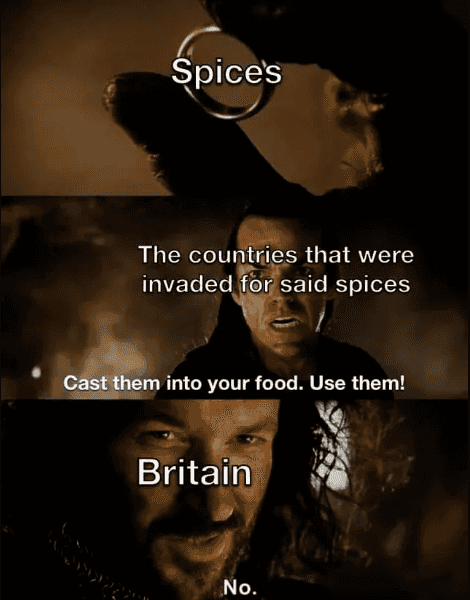 Spices
The countries that were
invaded for said spices
Cast them into your food. Use them!
Britain
No.